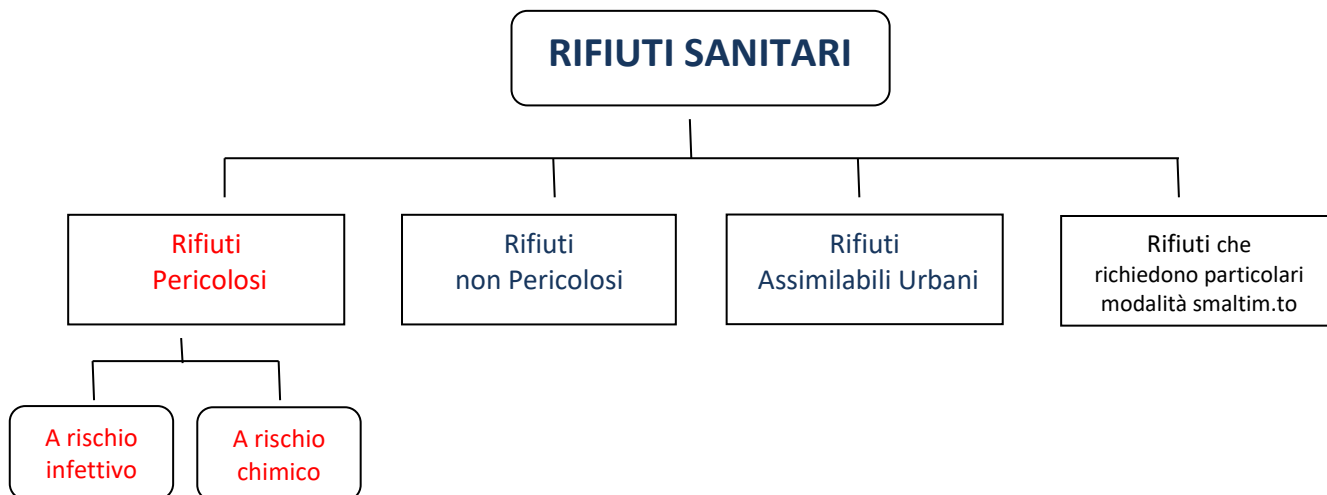 RIFIUTI SANITARI
Rifiuti
Pericolosi
Rifiuti
non Pericolosi
Rifiuti
Assimilabili Urbani
Rifiuti che
richiedono particolari
modalità smaltim.to
A rischio
infettivo
A rischio
chimico